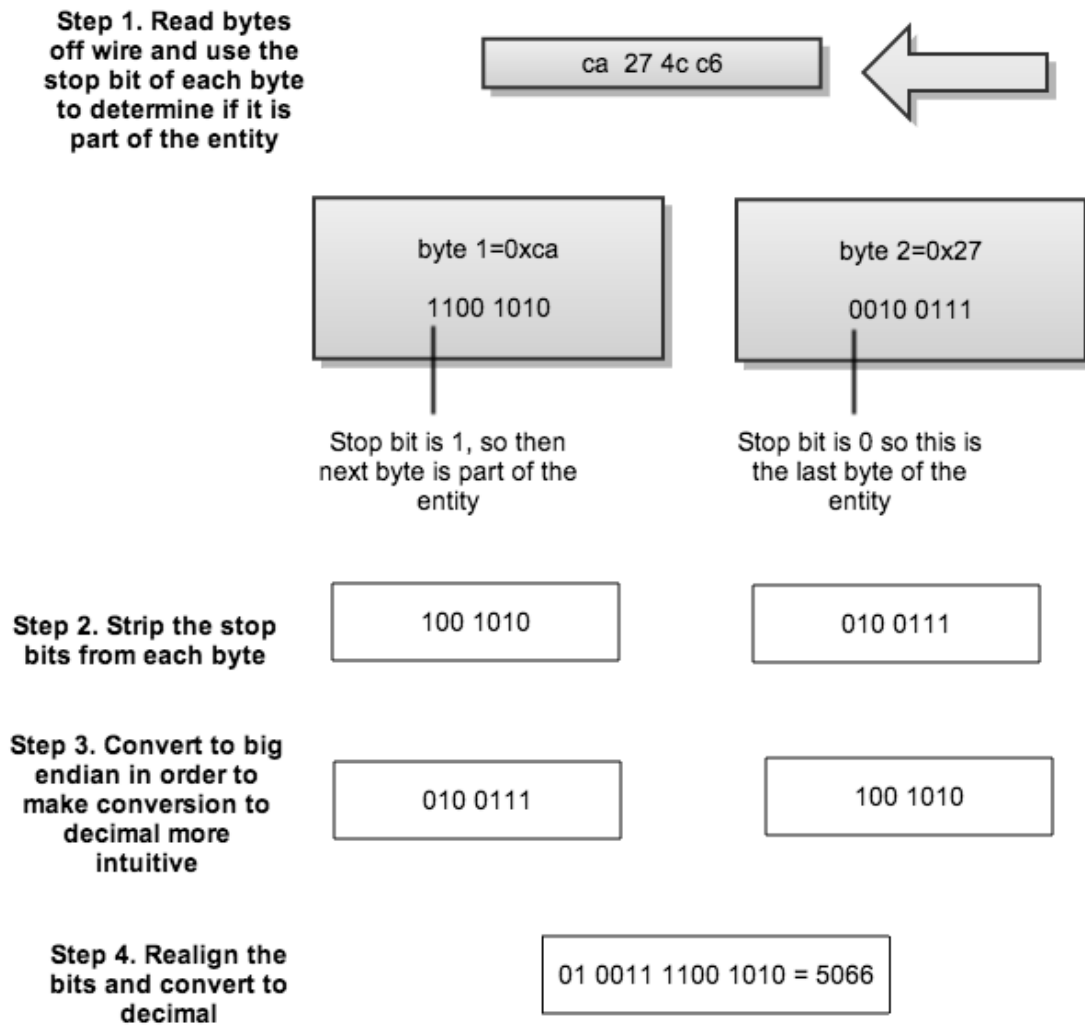 Step 1. Read bytes
off wire and use the
stop bit of each byte
to determine if it is
part of the entity
ca 27 4c c6
byte 1=0xca
1100 1010
byte 2=0x27
0010 0111
Stop bit is 1, so then
next byte is part of the
entity
Stop bit is 0 so this is
the last byte of the
entity
Step 2. Strip the stop
bits from each byte
100 1010
010 0111
Step 3. Convert to big
endian in order to
make conversion to
decimal more
intuitive
010 0111
100 1010
Step 4. Realign the
bits and convert to
decimal
01 0011 1100 1010 = 5066